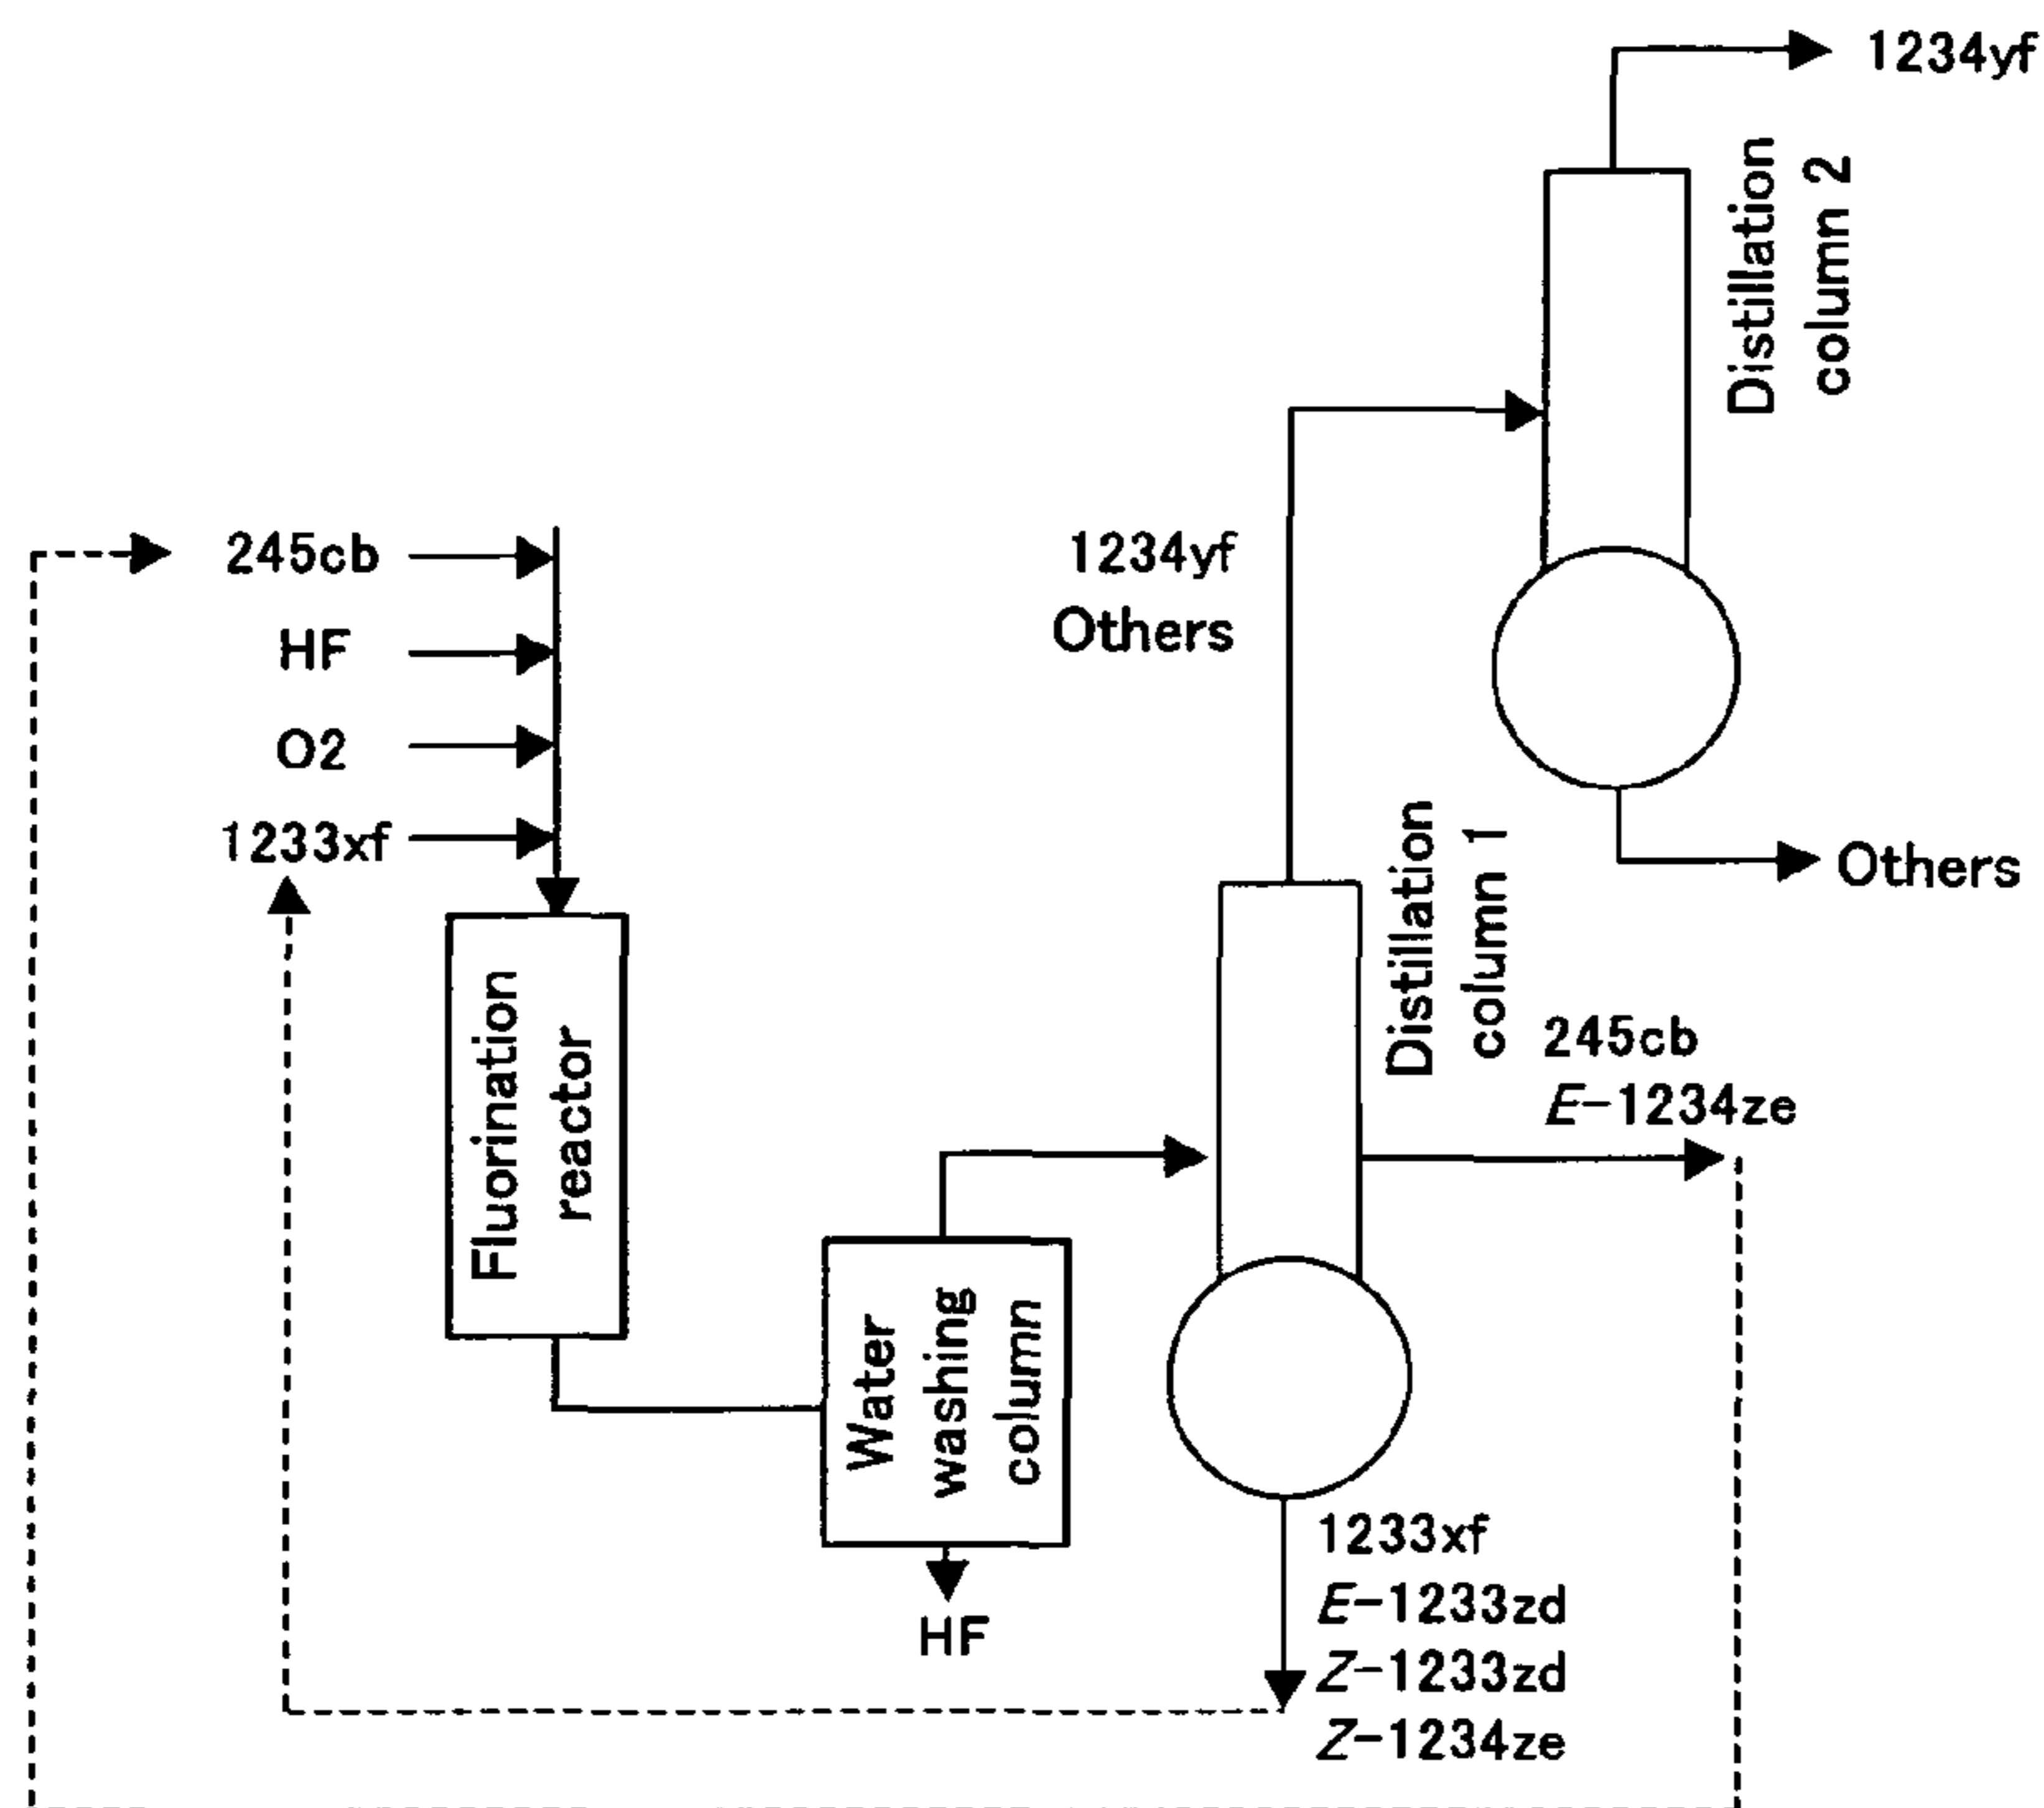 1234yf
Distillation
column 2
245cb
HF
O2
1233xf
1234yf
Others
Others
Fluorination
reactor
Distillation
column 1
245cb
E-1234ze
Water
washing
column
HF
1233xf
E-1233zd
Z-1233zd
Z-1234ze